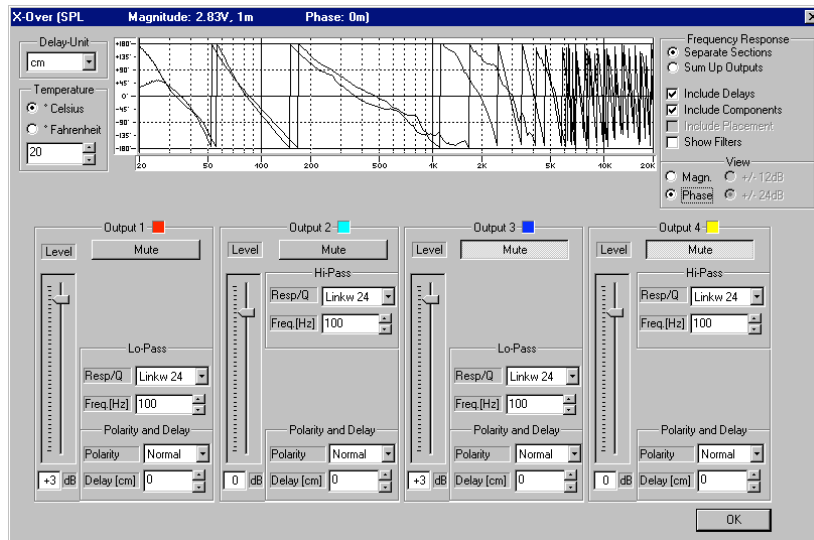 X-Over (SPL Magnitude: 2.83V, 1m Phase: 0m)
Delay-Unit
cm
Temperature
° Celsius
° Fahrenheit
20
+180°
+135°
+90°
+45°
0°
-45°
-90°
-135°
-180°
20 50 100 200 500 1K 2K 5K 10K 20K
Frequency Response
Separate Sections
Sum Up Outputs
Include Delays
Include Components
Include Placement
Show Filters
View
Magn. +/-12dB
Phase +/-24dB
Output 1
Level Mute
Lo-Pass
Resp/Q Linkw 24
Freq.[Hz] 100
Polarity and Delay
Polarity Normal
+3 dB Delay [cm] 0
Output 2
Level Mute
Hi-Pass
Resp/Q Linkw 24
Freq.[Hz] 100
Polarity and Delay
Polarity Normal
0 dB Delay [cm] 0
Output 3
Level Mute
Lo-Pass
Resp/Q Linkw 24
Freq.[Hz] 100
Polarity and Delay
Polarity Normal
+3 dB Delay [cm] 0
Output 4
Level Mute
Hi-Pass
Resp/Q Linkw 24
Freq.[Hz] 100
Polarity and Delay
Polarity Normal
0 dB Delay [cm] 0
OK